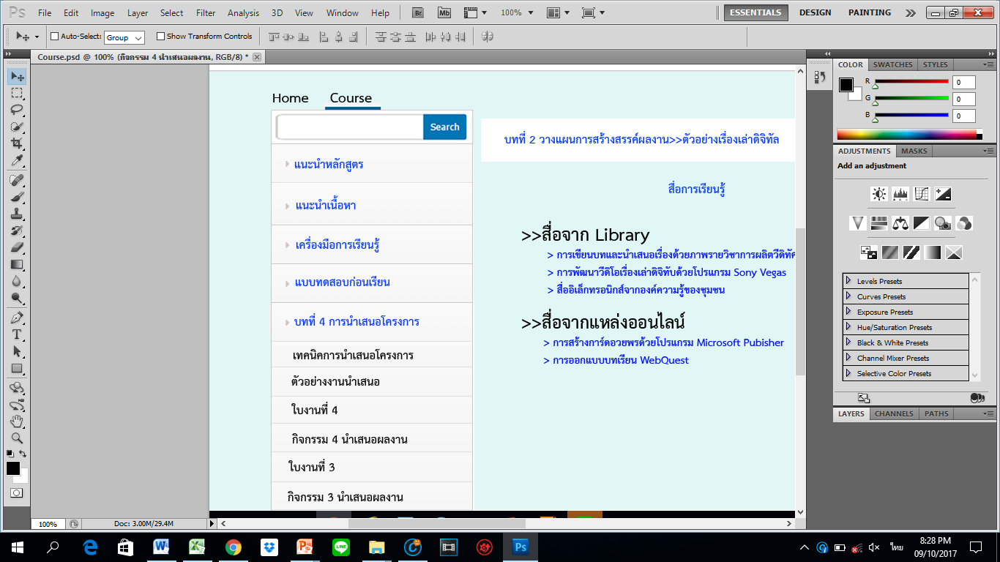 Ps File Edit Image Layer Select Filter Analysis 3D View Window Help Br Mb 100% ESSENTIALS DESIGN PAINTING
Auto-Select: Group Show Transform Controls
Course.psd @ 100% (กิจกรรม 4 นำเสนอผลงาน, RGB/8) *
Home Course
Search
แนะนำหลักสูตร
แนะนำเนื้อหา
เครื่องมือการเรียนรู้
แบบทดสอบก่อนเรียน
บทที่ 4 การนำเสนอโครงการ
เทคนิคการนำเสนอโครงการ
ตัวอย่างงานนำเสนอ
ใบงานที่ 4
กิจกรรม 4 นำเสนอผลงาน
ใบงานที่ 3
กิจกรรม 3 นำเสนอผลงาน
บทที่ 2 วางแผนการสร้างสรรค์ผลงาน>>ตัวอย่างเรื่องเล่าดิจิทัล
สื่อการเรียนรู้
>>สื่อจาก Library
> การเขียนบทและนำเสนอเรื่องด้วยภาพรายวิชาการผลิตวีดิทัศ
> การพัฒนาวีดิโอเรื่องเล่าดิจิทับด้วยโปรแกรม Sony Vegas
> สื่ออิเล็กทรอนิกส์จากองค์ความรู้ของชุมชน
>>สื่อจากแหล่งออนไลน์
> การสร้างการ์ดอวยพรด้วยโปรแกรม Microsoft Pubisher
> การออกแบบบทเรียน WebQuest
COLOR SWATCHES STYLES
R 0
G 0
B 0
ADJUSTMENTS MASKS
Add an adjustment
Levels Presets
Curves Presets
Exposure Presets
Hue/Saturation Presets
Black & White Presets
Channel Mixer Presets
Selective Color Presets
LAYERS CHANNELS PATHS
100% Doc: 3.00M/29.4M
LINE Ps ไทย 8:28 PM
09/10/2017